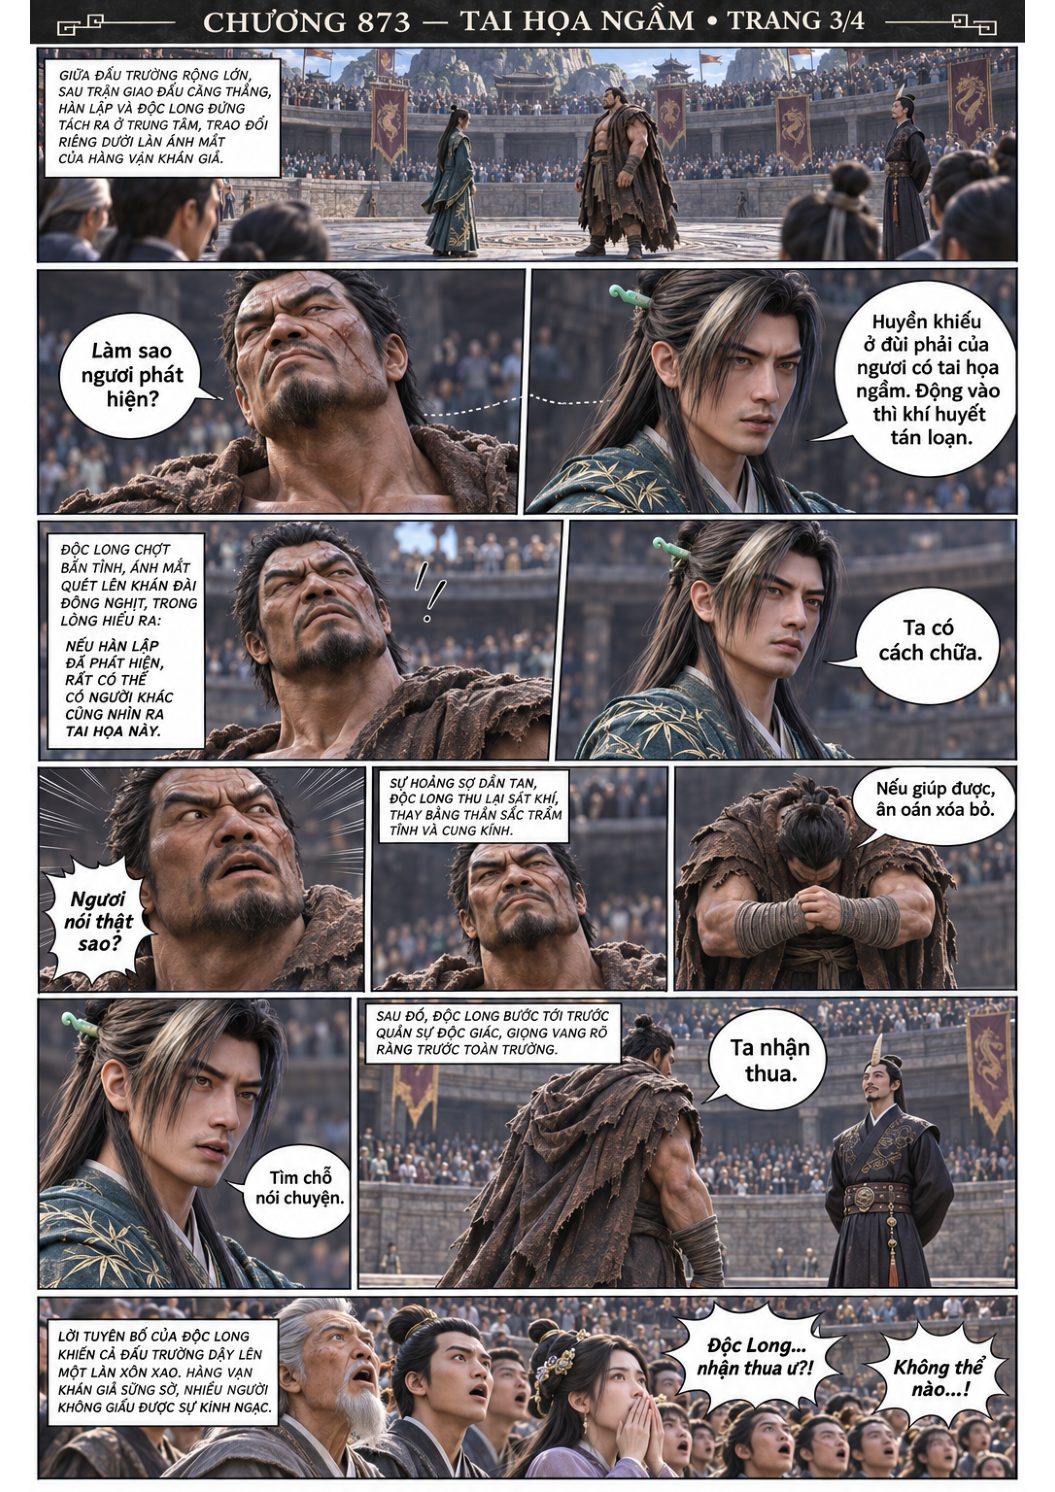 CHƯƠNG 873 — TAI HỌA NGẦM • TRANG 3/4
GIỮA ĐẤU TRƯỜNG RỘNG LỚN,
SAU TRẬN GIAO ĐẤU CĂNG THẲNG,
HÀN LẬP VÀ ĐỘC LONG ĐỨNG
TÁCH RA Ở TRUNG TÂM, TRAO ĐỔI
RIÊNG DƯỚI LÀN ÁNH MẮT
CỦA HÀNG VẠN KHÁN GIẢ.
Làm sao
ngươi phát
hiện?
Huyền khiếu
ở đùi phải của
ngươi có tai họa
ngầm. Động vào
thì khí huyết
tán loạn.
ĐỘC LONG CHỢT
BẤN TỈNH, ÁNH MẮT
QUÉT LÊN KHÁN ĐÀI
ĐÔNG NGHỊT, TRONG
LÒNG HIỂU RA:
NẾU HÀN LẬP
ĐÃ PHÁT HIỆN,
RẤT CÓ THỂ
CÓ NGƯỜI KHÁC
CŨNG NHÌN RA
TAI HỌA NÀY.
!!
Ta có
cách chữa.
Ngươi
nói thật
sao?
SỰ HOẢNG SỢ DẦN TAN,
ĐỘC LONG THU LẠI SÁT KHÍ,
THAY BẰNG THẦN SẮC TRẦM
TĨNH VÀ CUNG KÍNH.
Nếu giúp được,
ân oán xóa bỏ.
Tìm chỗ
nói chuyện.
SAU ĐÓ, ĐỘC LONG BƯỚC TỚI TRƯỚC
QUÂN SỰ ĐỘC GIÁC, GIỌNG VANG RÕ
RÀNG TRƯỚC TOÀN TRƯỜNG.
Ta nhận
thua.
LỜI TUYÊN BỐ CỦA ĐỘC LONG
KHIẾN CẢ ĐẤU TRƯỜNG DẬY LÊN
MỘT LÀN XÔN XAO. HÀNG VẠN
KHÁN GIẢ SỮNG SỜ, NHIỀU NGƯỜI
KHÔNG GIẤU ĐƯỢC SỰ KINH NGẠC.
Độc Long...
nhận thua ư?!
Không thể
nào...!